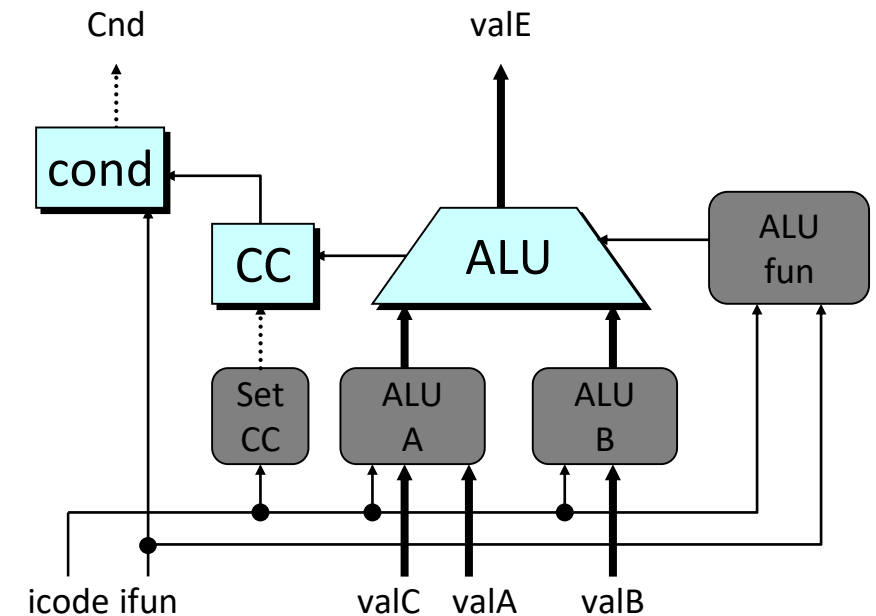 Cnd
valE
cond
CC
ALU
ALU
fun
Set
CC
ALU
A
ALU
B
icode
ifun
valC
valA
valB